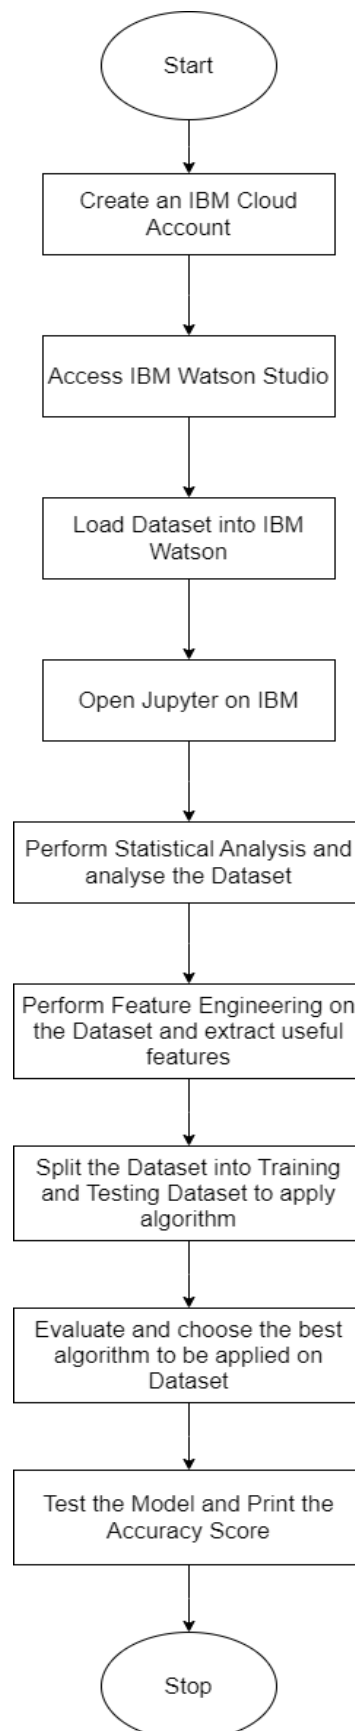 Start
Create an IBM Cloud
Account
Access IBM Watson Studio
Load Dataset into IBM
Watson
Open Jupyter on IBM
Perform Statistical Analysis and
analyse the Dataset
Perform Feature Engineering on
the Dataset and extract useful
features
Split the Dataset into Training
and Testing Dataset to apply
algorithm
Evaluate and choose the best
algorithm to be applied on
Dataset
Test the Model and Print the
Accuracy Score
Stop